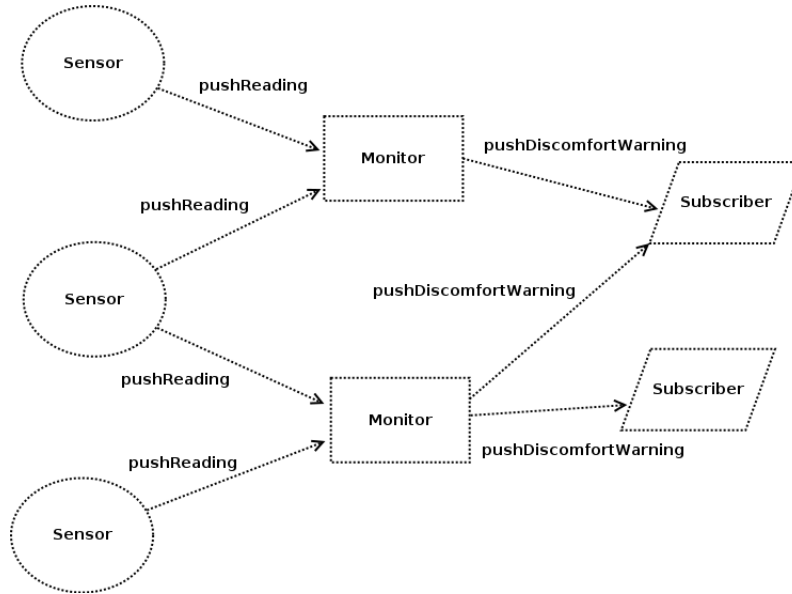 Sensor
pushReading
Monitor
pushDiscomfortWarning
Subscriber
pushReading
Sensor
pushDiscomfortWarning
pushReading
Monitor
Subscriber
pushDiscomfortWarning
pushReading
Sensor